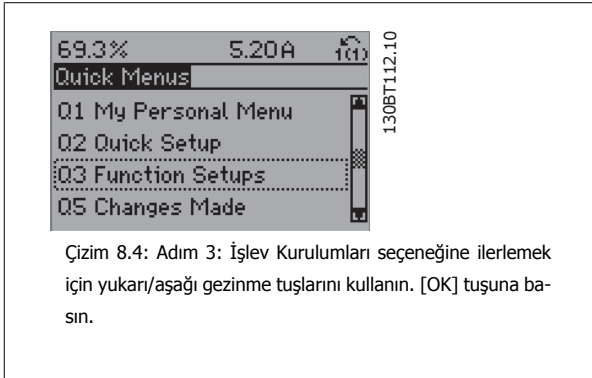 69.3% 5.20A 1(1)
Quick Menus
Q1 My Personal Menu
Q2 Quick Setup
Q3 Function Setups
Q5 Changes Made
130BT112.10
Çizim 8.4: Adım 3: İşlev Kurulumları seçeneğine ilerlemek
için yukarı/aşağı gezinme tuşlarını kullanın. [OK] tuşuna ba-
sın.